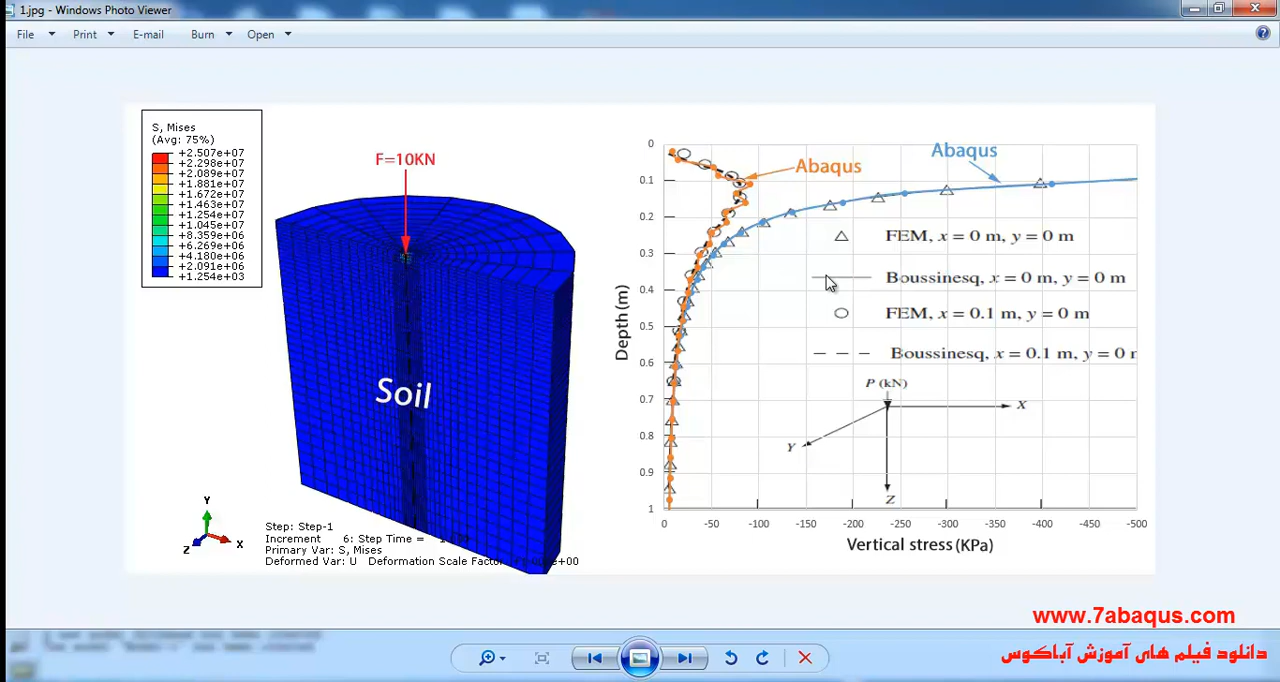 1.jpg - Windows Photo Viewer
File Print E-mail Burn Open
S, Mises
(Avg: 75%)
+2.507e+07
+2.298e+07
+2.089e+07
+1.881e+07
+1.672e+07
+1.463e+07
+1.254e+07
+1.045e+07
+8.359e+06
+6.269e+06
+4.180e+06
+2.091e+06
+1.254e+03
F=10KN
Soil
Y
Z
X
Step: Step-1
Increment 6: Step Time =
Primary Var: S, Mises
Deformed Var: U Deformation Scale Factor
Abaqus
Abaqus
FEM, x = 0 m, y = 0 m
Boussinesq, x = 0 m, y = 0 m
FEM, x = 0.1 m, y = 0 m
Boussinesq, x = 0.1 m, y = 0
P (kN)
X
Y
Z
Depth (m)
0
0.1
0.2
0.3
0.4
0.5
0.6
0.7
0.8
0.9
1
0 -50 -100 -150 -200 -250 -300 -350 -400 -450 -500
Vertical stress (KPa)
www.7abaqus.com
دانلود فیلم های آموزش آباکوس